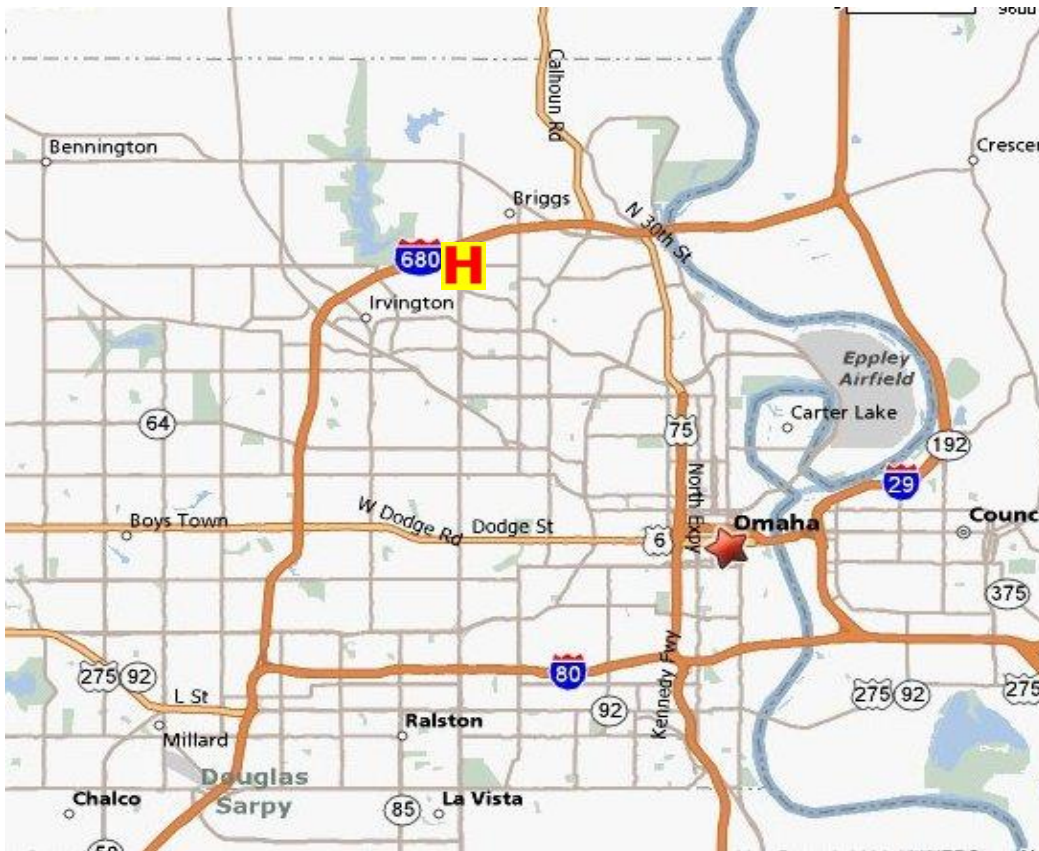 9600
Calhoun Rd
Bennington
Crescen
Briggs
N 30th St
680
H
Irvington
Eppley
Airfield
64
Carter Lake
75
192
29
North Expy
W Dodge Rd
Dodge St
Boys Town
6
Omaha
Counc
375
275
92
L St
80
Kennedy Fwy
92
275
92
275
Ralston
Millard
Douglas
Sarpy
Chalco
85
La Vista
50